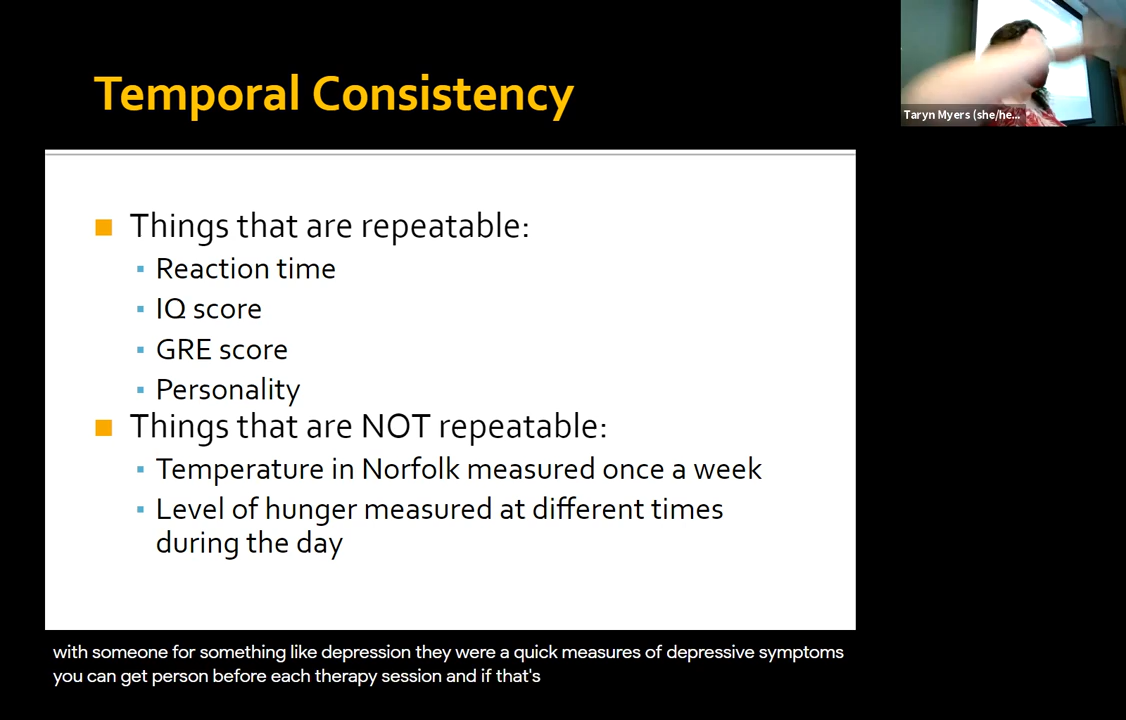 Temporal Consistency
Taryn Myers (she/he...
Things that are repeatable:
Reaction time
IQ score
GRE score
Personality
Things that are NOT repeatable:
Temperature in Norfolk measured once a week
Level of hunger measured at different times
during the day
with someone for something like depression they were a quick measures of depressive symptoms
you can get person before each therapy session and if that's